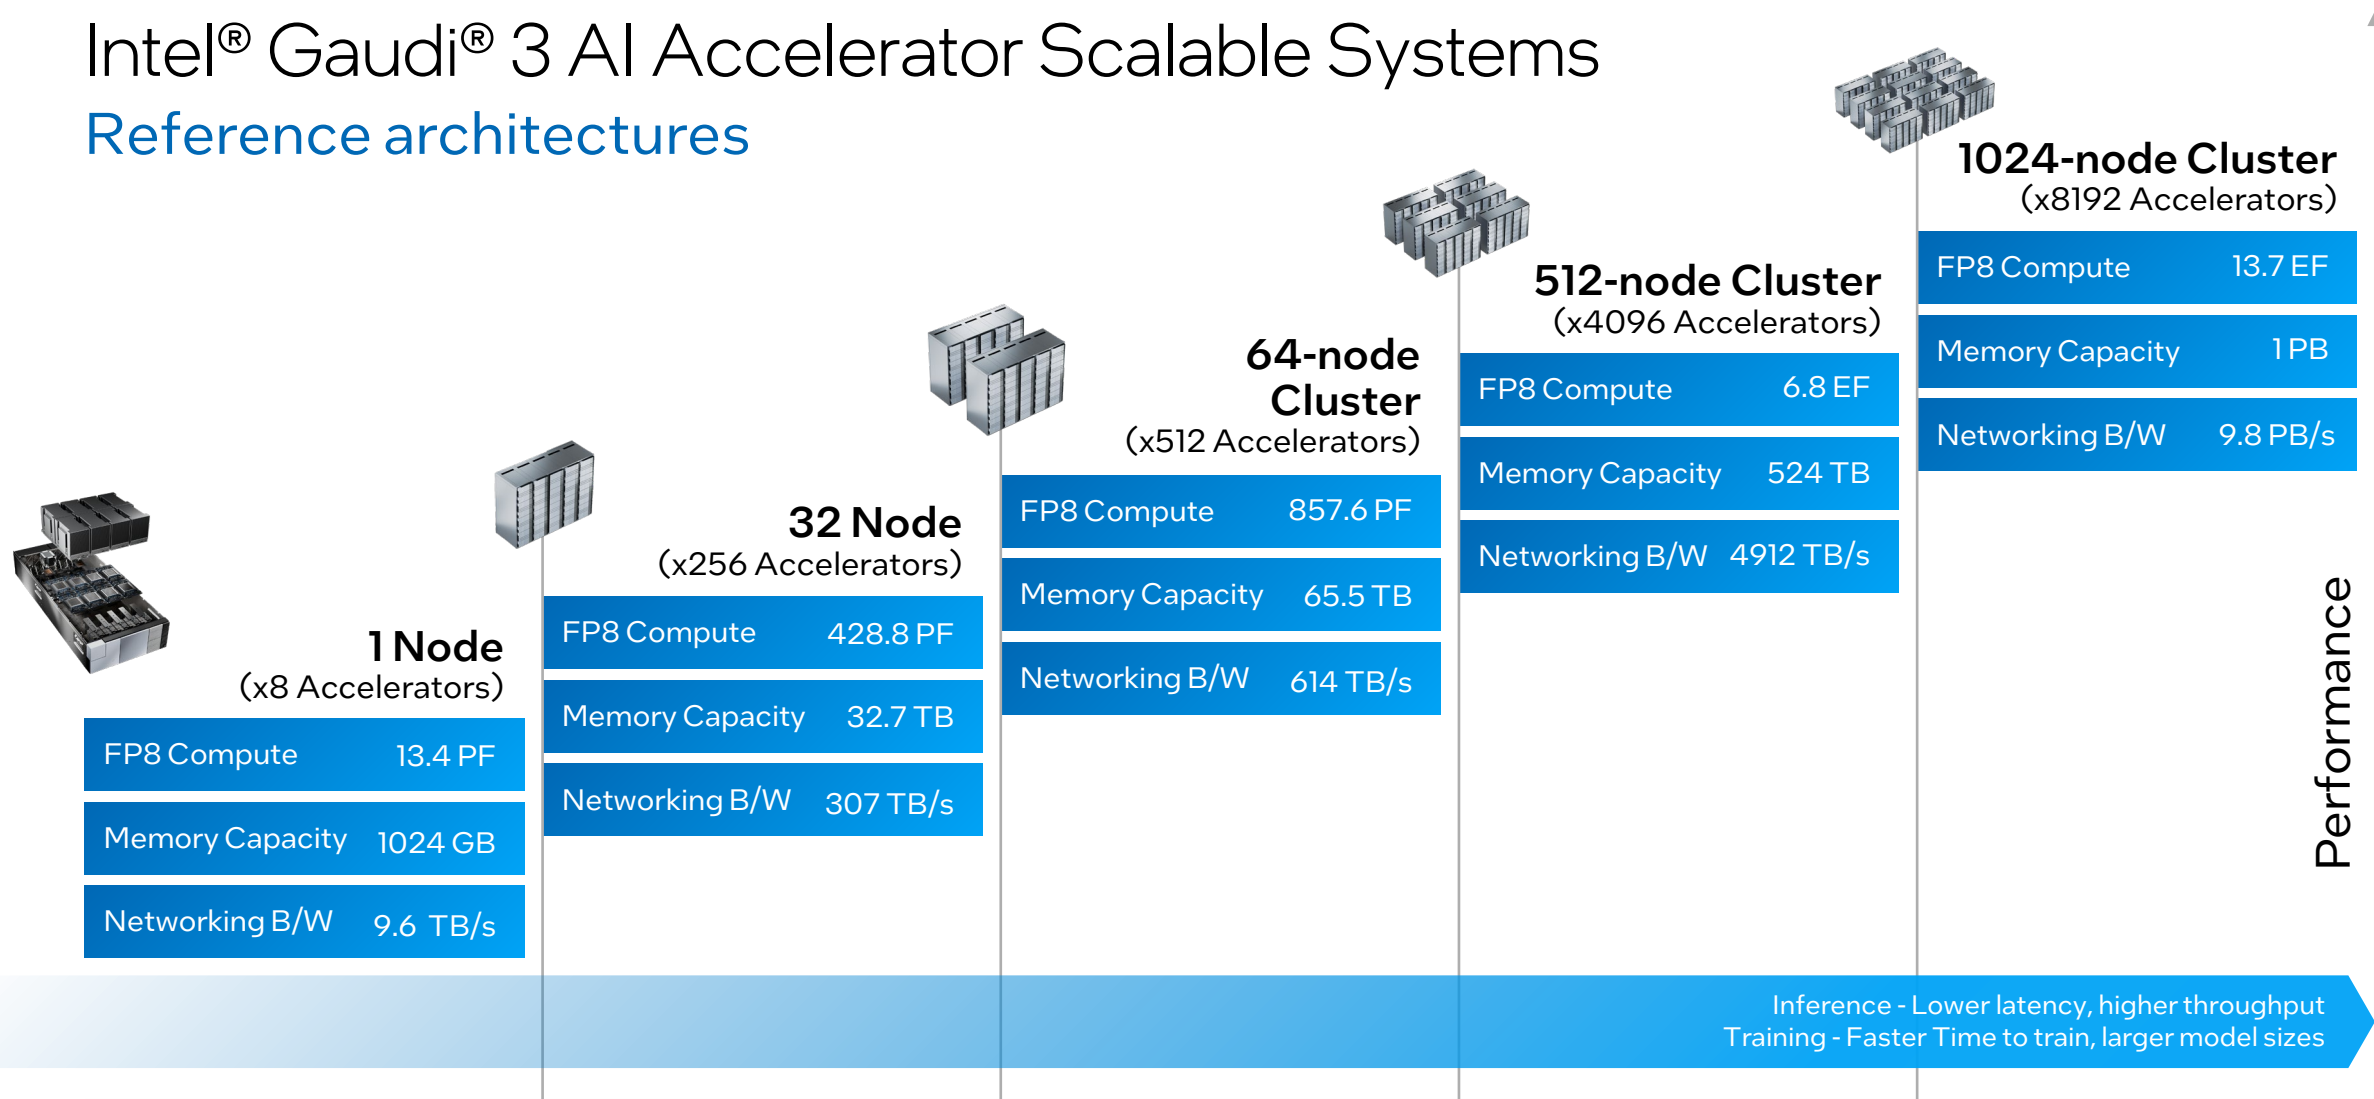 Intel® Gaudi® 3 AI Accelerator Scalable Systems
Reference architectures
1 Node
(x8 Accelerators)
FP8 Compute 13.4 PF
Memory Capacity 1024 GB
Networking B/W 9.6 TB/s
32 Node
(x256 Accelerators)
FP8 Compute 428.8 PF
Memory Capacity 32.7 TB
Networking B/W 307 TB/s
64-node
Cluster
(x512 Accelerators)
FP8 Compute 857.6 PF
Memory Capacity 65.5 TB
Networking B/W 614 TB/s
512-node Cluster
(x4096 Accelerators)
FP8 Compute 6.8 EF
Memory Capacity 524 TB
Networking B/W 4912 TB/s
1024-node Cluster
(x8192 Accelerators)
FP8 Compute 13.7 EF
Memory Capacity 1 PB
Networking B/W 9.8 PB/s
Performance
Inference - Lower latency, higher throughput
Training - Faster Time to train, larger model sizes